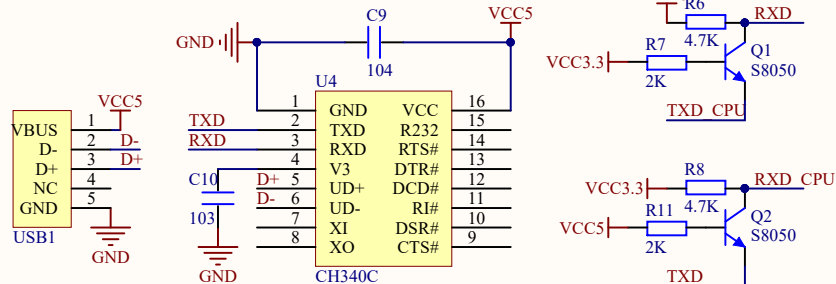 C9
GND
104
VCC5
U4
1 GND VCC 16
TXD 2 TXD R232 15
RXD 3 RXD RTS# 14
4 V3 DTR# 13
D+ 5 UD+ DCD# 12
D- 6 UD- RI# 11
7 XI DSR# 10
8 XO CTS# 9
CH340C
C10
103
GND
VCC5
VBUS 1
D- 2 D-
D+ 3 D+
NC 4
GND 5
USB1
GND
R6
RXD
4.7K
R7
VCC3.3
2K
Q1
S8050
TXD_CPU
R8
RXD_CPU
VCC3.3
4.7K
R11
VCC5
2K
Q2
S8050
TXD